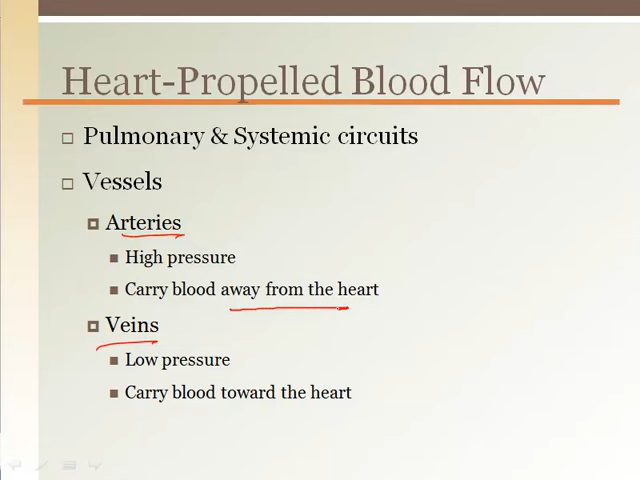 Heart-Propelled Blood Flow
Pulmonary & Systemic circuits
Vessels
Arteries
High pressure
Carry blood away from the heart
Veins
Low pressure
Carry blood toward the heart